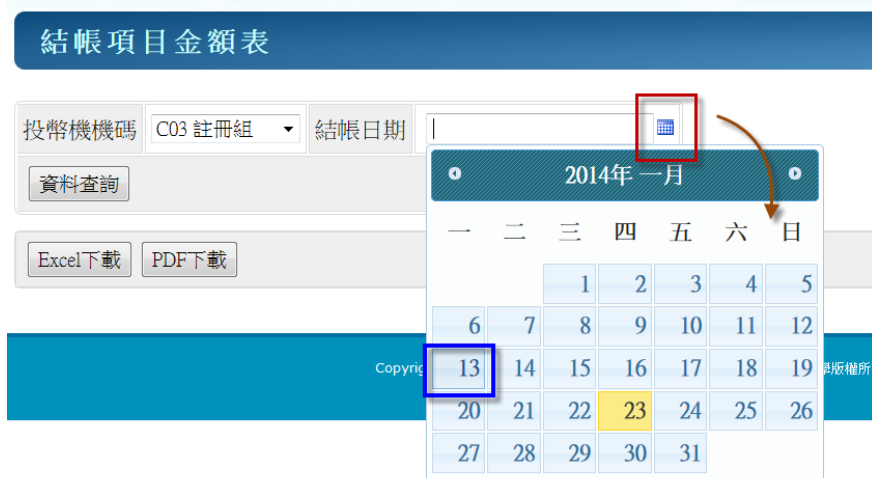 結帳項目金額表
投幣機機碼 C03 註冊組 結帳日期
資料查詢
2014年 一月
一 二 三 四 五 六 日
Excel下載 PDF下載
1 2 3 4 5
6 7 8 9 10 11 12
Copyrig
13 14 15 16 17 18 19
版權所
20 21 22 23 24 25 26
27 28 29 30 31